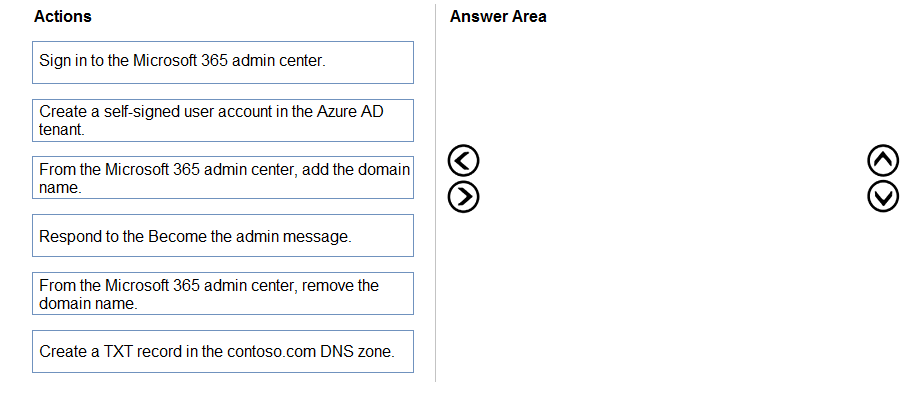 Actions
Answer Area
Sign in to the Microsoft 365 admin center.
Create a self-signed user account in the Azure AD
tenant.
From the Microsoft 365 admin center, add the domain
name.
Respond to the Become the admin message.
From the Microsoft 365 admin center, remove the
domain name.
Create a TXT record in the contoso.com DNS zone.